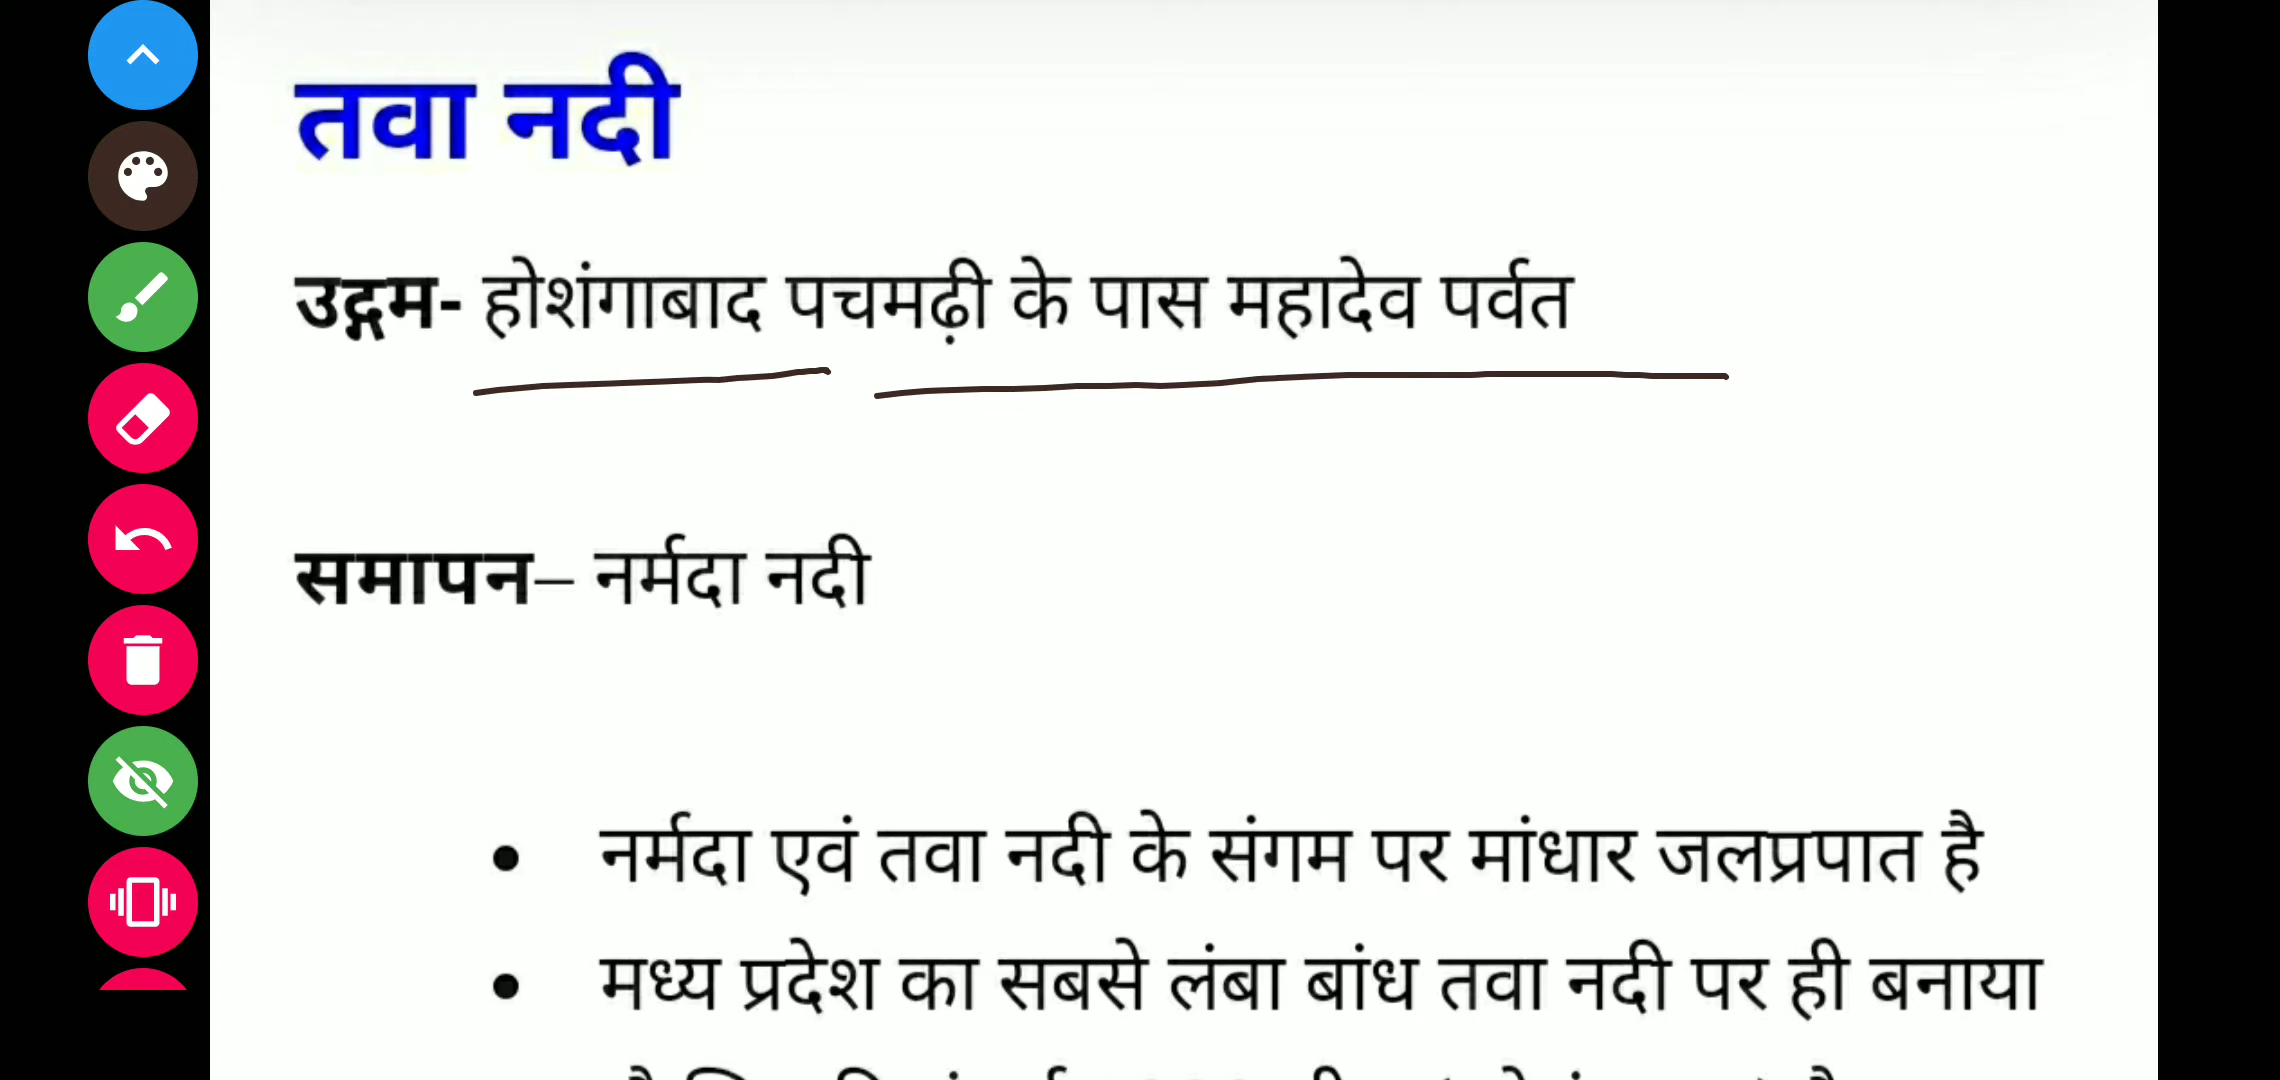 तवा नदी
उद्गम- होशंगाबाद पचमढ़ी के पास महादेव पर्वत
समापन– नर्मदा नदी
• नर्मदा एवं तवा नदी के संगम पर मांधार जलप्रपात है
• मध्य प्रदेश का सबसे लंबा बांध तवा नदी पर ही बनाया